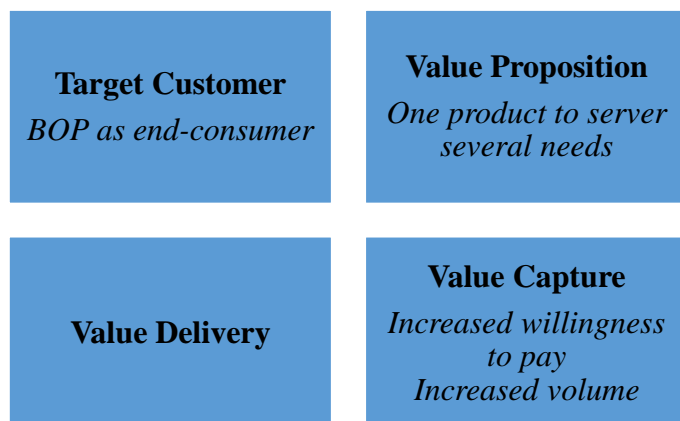 Target Customer
BOP as end-consumer
Value Proposition
One product to server
several needs
Value Delivery
Value Capture
Increased willingness
to pay
Increased volume